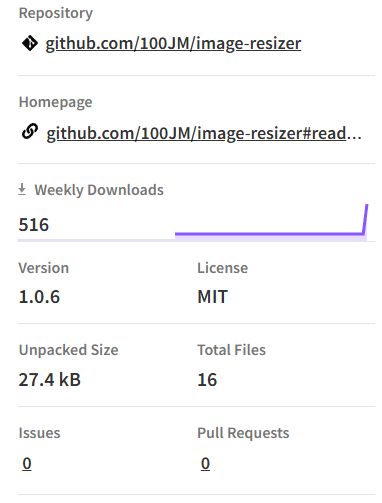 Repository
github.com/100JM/image-resizer
Homepage
github.com/100JM/image-resizer#read...
Weekly Downloads
516
Version
License
1.0.6
MIT
Unpacked Size
Total Files
27.4 kB
16
Issues
Pull Requests
0
0